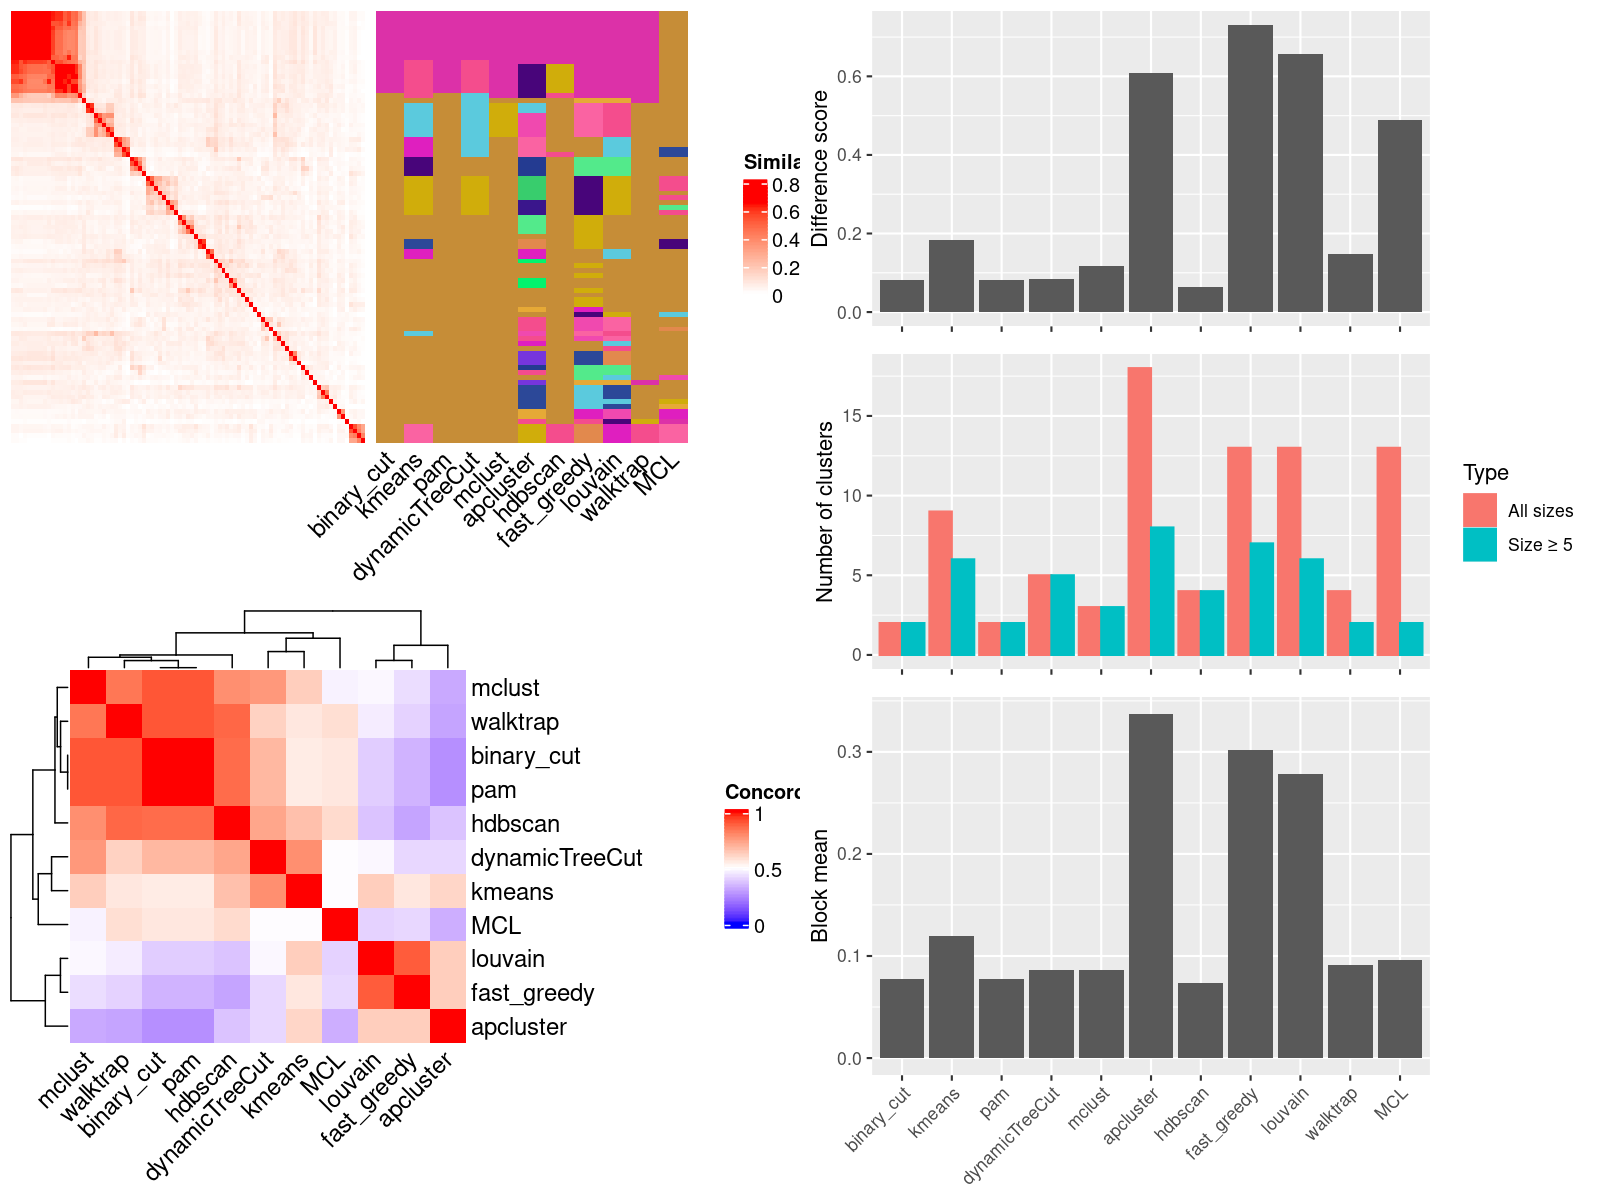 Simila
0.8
0.6
0.4
0.2
0
binary_cut
kmeans
pam
dynamicTreeCut
mclust
apcluster
hdbscan
fast_greedy
louvain
walktrap
MCL
Difference score
0.6
0.4
0.2
0.0
Number of clusters
15
10
5
0
Type
All sizes
Size ≥ 5
mclust
walktrap
binary_cut
pam
hdbscan
dynamicTreeCut
kmeans
MCL
louvain
fast_greedy
apcluster
mclust
walktrap
binary_cut
pam
hdbscan
dynamicTreeCut
kmeans
MCL
louvain
fast_greedy
apcluster
Concord
1
0.5
0
Block mean
0.3
0.2
0.1
0.0
binary_cut
kmeans
pam
dynamicTreeCut
mclust
apcluster
hdbscan
fast_greedy
louvain
walktrap
MCL